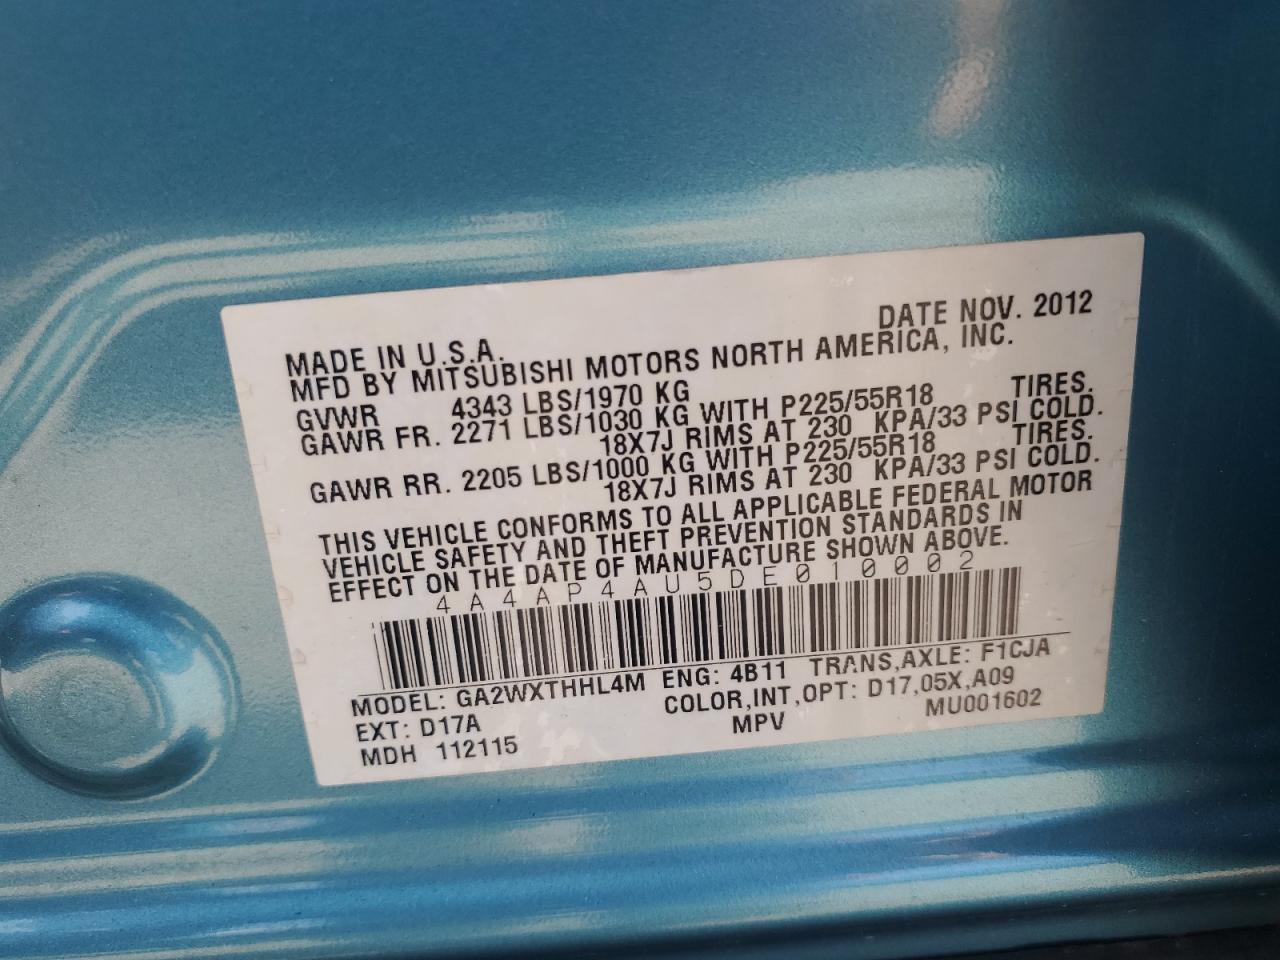 DATE NOV. 2012
MADE IN U.S.A.
MFD BY MITSUBISHI MOTORS NORTH AMERICA, INC.
GVWR 4343 LBS/1970 KG
GAWR FR. 2271 LBS/1030 KG WITH P225/55R18 TIRES.
18X7J RIMS AT 230 KPA/33 PSI COLD.
GAWR RR. 2205 LBS/1000 KG WITH P225/55R18 TIRES.
18X7J RIMS AT 230 KPA/33 PSI COLD.
THIS VEHICLE CONFORMS TO ALL APPLICABLE FEDERAL MOTOR
VEHICLE SAFETY AND THEFT PREVENTION STANDARDS IN
EFFECT ON THE DATE OF MANUFACTURE SHOWN ABOVE.
4A4AP4AU5DE010002
MODEL: GA2WXTHHL4M ENG: 4B11 TRANS,AXLE: F1CJA
EXT: D17A COLOR,INT,OPT: D17,05X,A09
MDH 112115 MPV MU001602